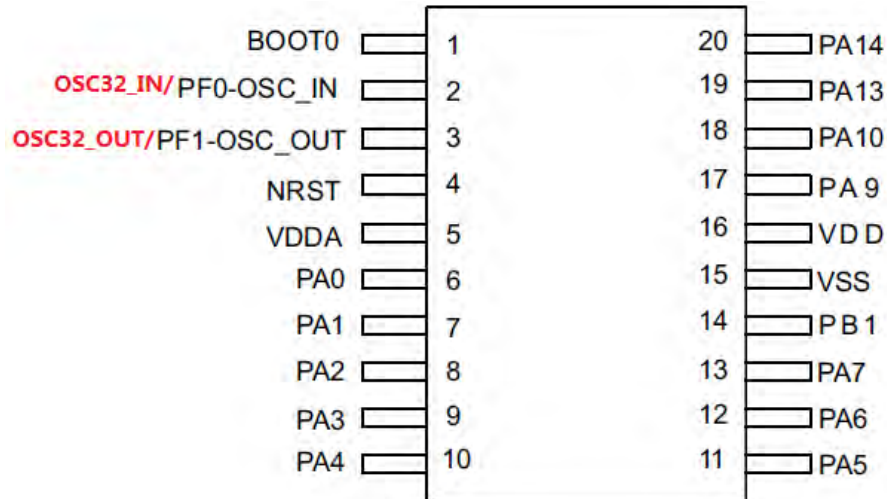 BOOT0 1 20 PA14
OSC32_IN/PF0-OSC_IN 2 19 PA13
OSC32_OUT/PF1-OSC_OUT 3 18 PA10
NRST 4 17 PA9
VDDA 5 16 VDD
PA0 6 15 VSS
PA1 7 14 PB1
PA2 8 13 PA7
PA3 9 12 PA6
PA4 10 11 PA5